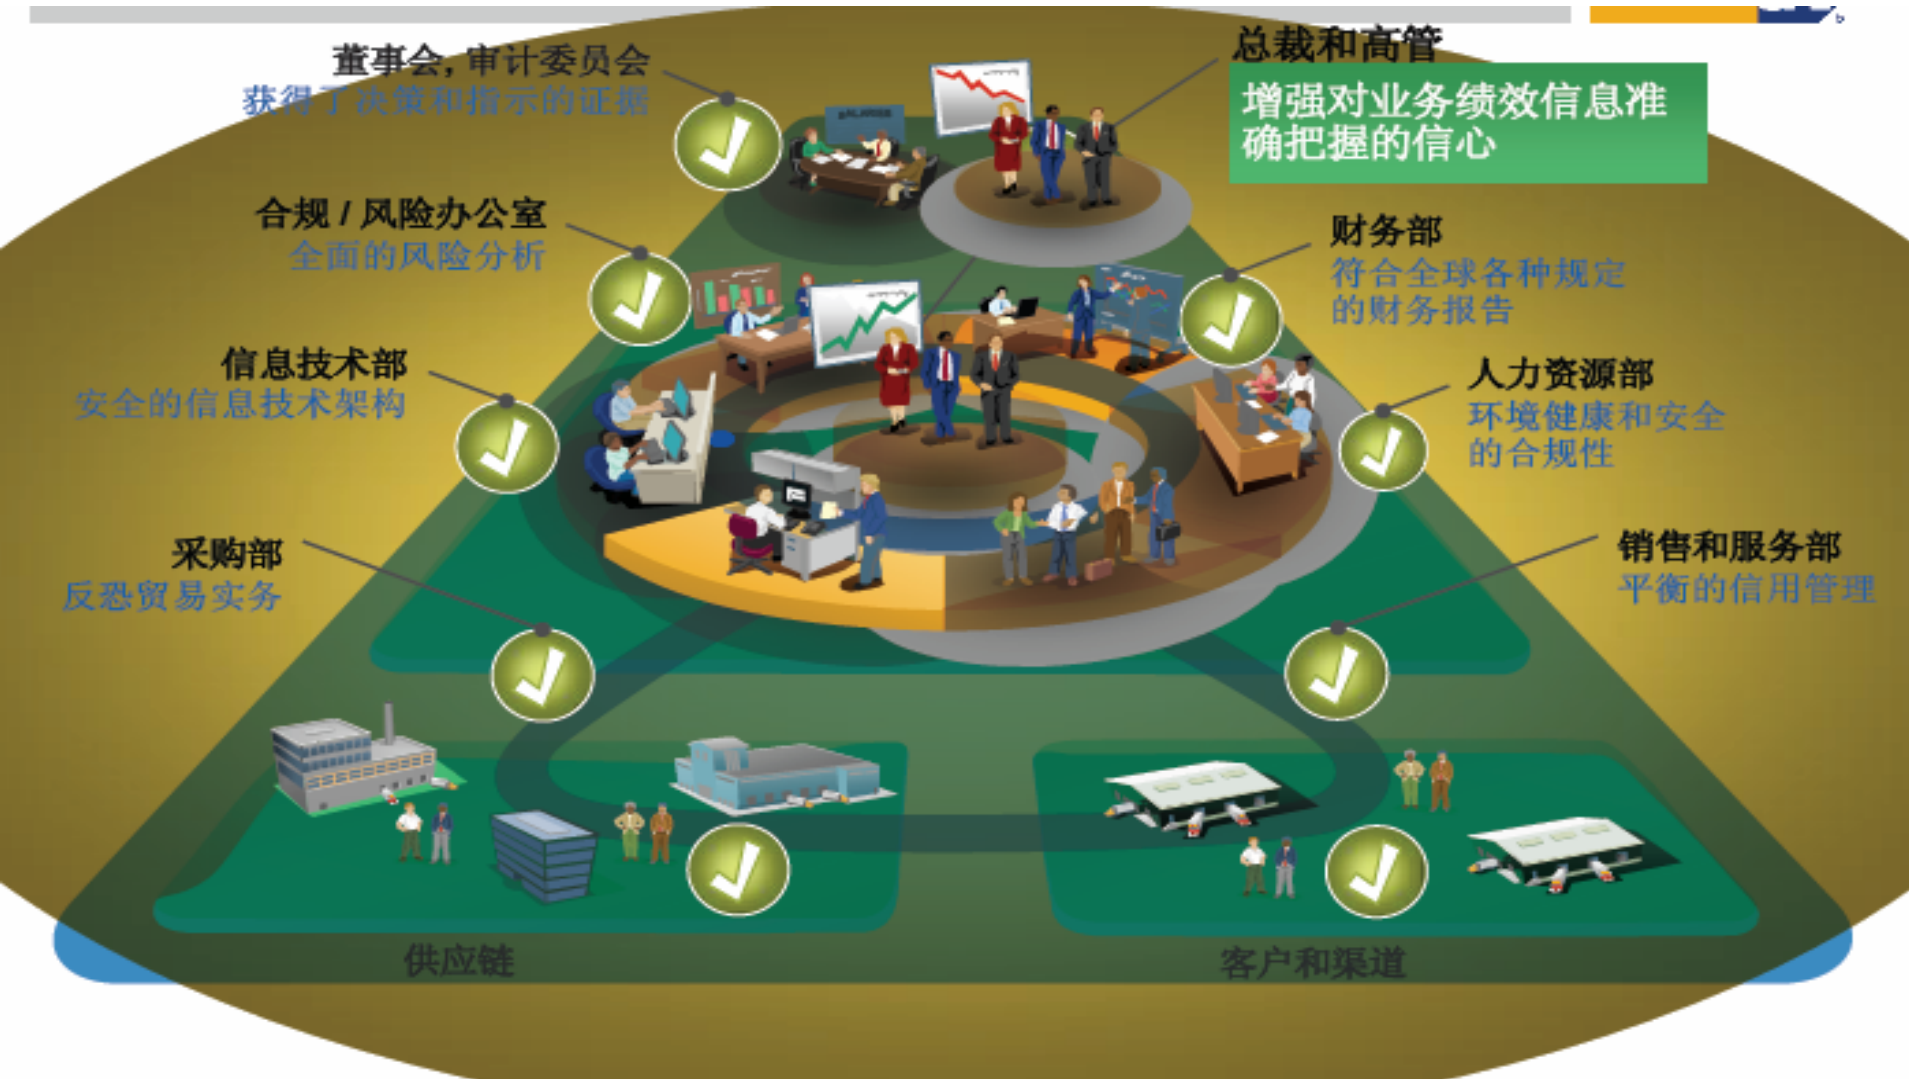 董事会, 审计委员会
获得了决策和指示的证据
总裁和高管
增强对业务绩效信息准
确把握的信心
合规 / 风险办公室
全面的风险分析
财务部
符合全球各种规定
的财务报告
信息技术部
安全的信息技术架构
人力资源部
环境健康和安全
的合规性
采购部
反恐贸易实务
销售和服务部
平衡的信用管理
供应链
客户和渠道